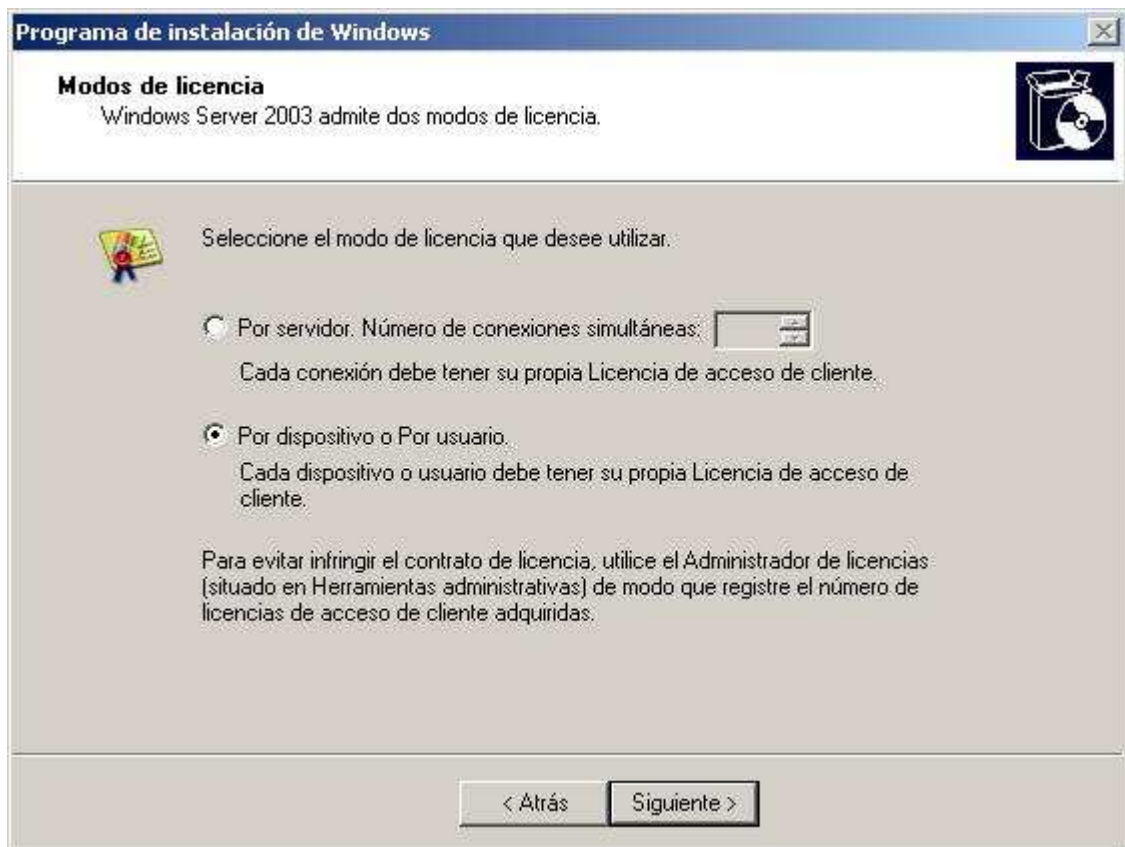 Programa de instalación de Windows
Modos de licencia
Windows Server 2003 admite dos modos de licencia.
Seleccione el modo de licencia que desee utilizar.
Por servidor. Número de conexiones simultáneas:
Cada conexión debe tener su propia Licencia de acceso de cliente.
Por dispositivo o Por usuario.
Cada dispositivo o usuario debe tener su propia Licencia de acceso de
cliente.
Para evitar infringir el contrato de licencia, utilice el Administrador de licencias
(situado en Herramientas administrativas) de modo que registre el número de
licencias de acceso de cliente adquiridas.
< Atrás
Siguiente >